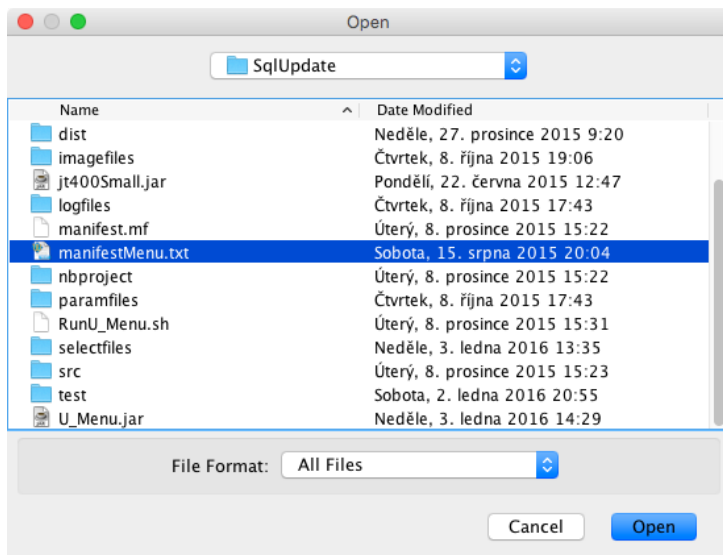 Open
SqlUpdate
Name Date Modified
dist Neděle, 27. prosince 2015 9:20
imagefiles Čtvrtek, 8. října 2015 19:06
jt400Small.jar Pondělí, 22. června 2015 12:47
logfiles Čtvrtek, 8. října 2015 17:43
manifest.mf Úterý, 8. prosince 2015 15:22
manifestMenu.txt Sobota, 15. srpna 2015 20:04
nbproject Úterý, 8. prosince 2015 15:22
paramfiles Čtvrtek, 8. října 2015 17:43
RunU_Menu.sh Úterý, 8. prosince 2015 15:31
selectfiles Neděle, 3. ledna 2016 13:35
src Úterý, 8. prosince 2015 15:23
test Sobota, 2. ledna 2016 20:55
U_Menu.jar Neděle, 3. ledna 2016 14:29
File Format: All Files
Cancel Open